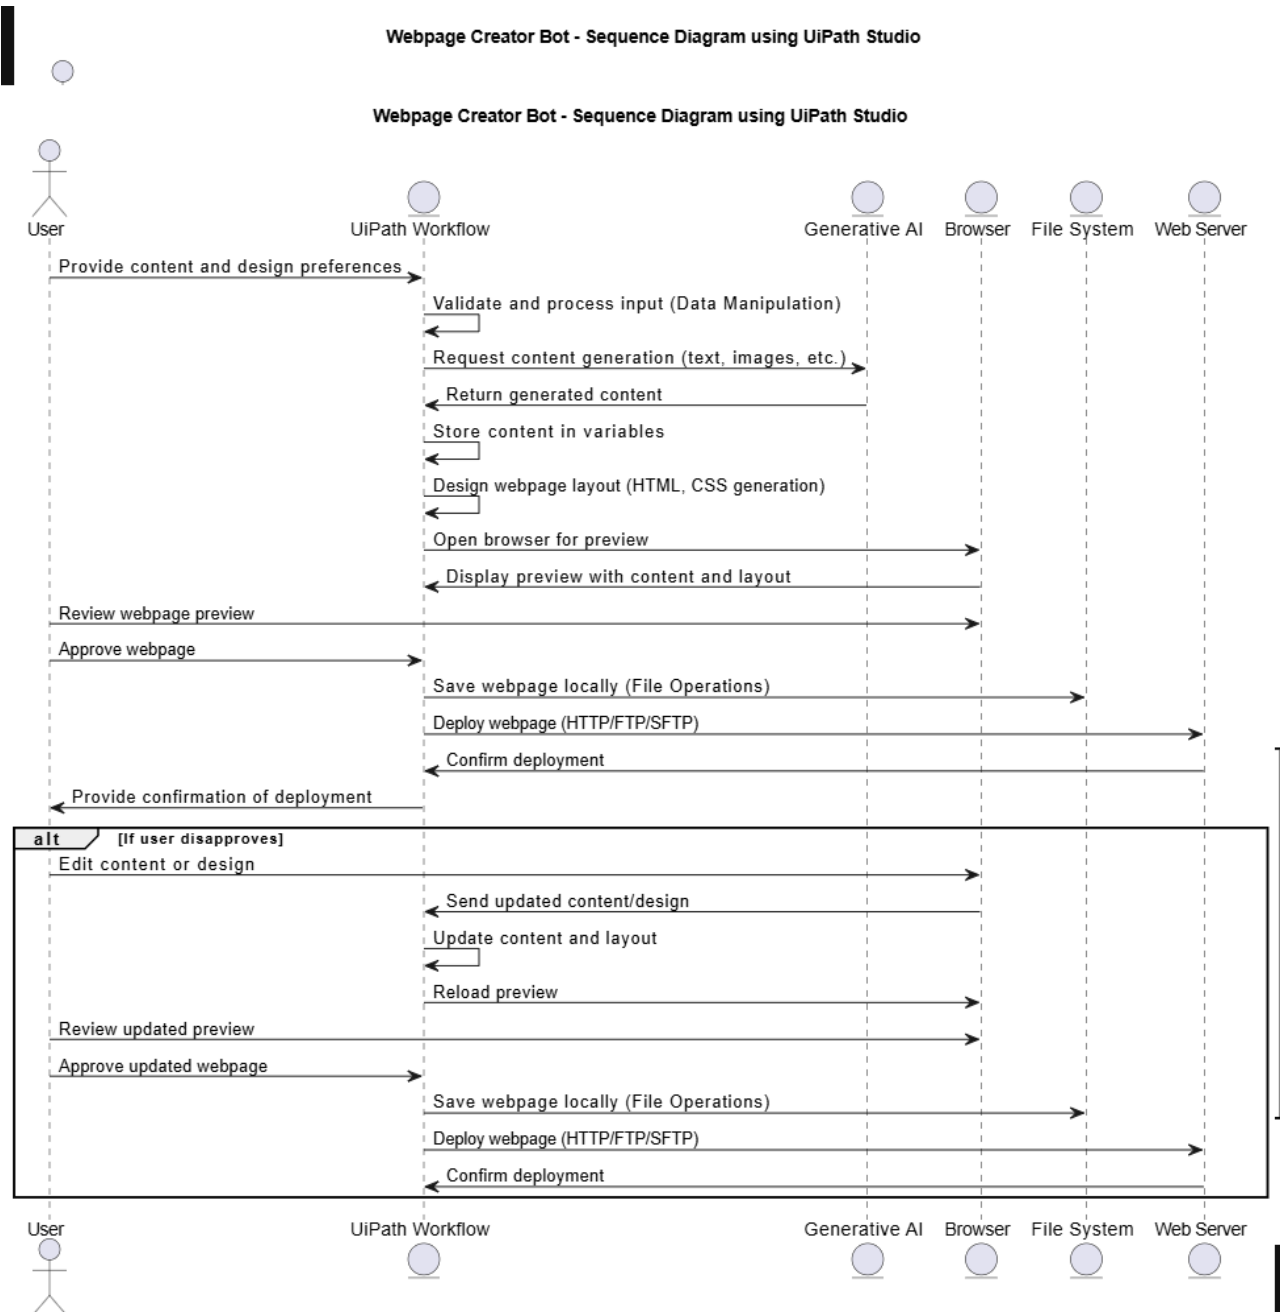 Webpage Creator Bot - Sequence Diagram using UiPath Studio
Webpage Creator Bot - Sequence Diagram using UiPath Studio
User UiPath Workflow Generative AI Browser File System Web Server
Provide content and design preferences
Validate and process input (Data Manipulation)
Request content generation (text, images, etc.)
Return generated content
Store content in variables
Design webpage layout (HTML, CSS generation)
Open browser for preview
Display preview with content and layout
Review webpage preview
Approve webpage
Save webpage locally (File Operations)
Deploy webpage (HTTP/FTP/SFTP)
Confirm deployment
Provide confirmation of deployment
alt [If user disapproves]
Edit content or design
Send updated content/design
Update content and layout
Reload preview
Review updated preview
Approve updated webpage
Save webpage locally (File Operations)
Deploy webpage (HTTP/FTP/SFTP)
Confirm deployment
User UiPath Workflow Generative AI Browser File System Web Server